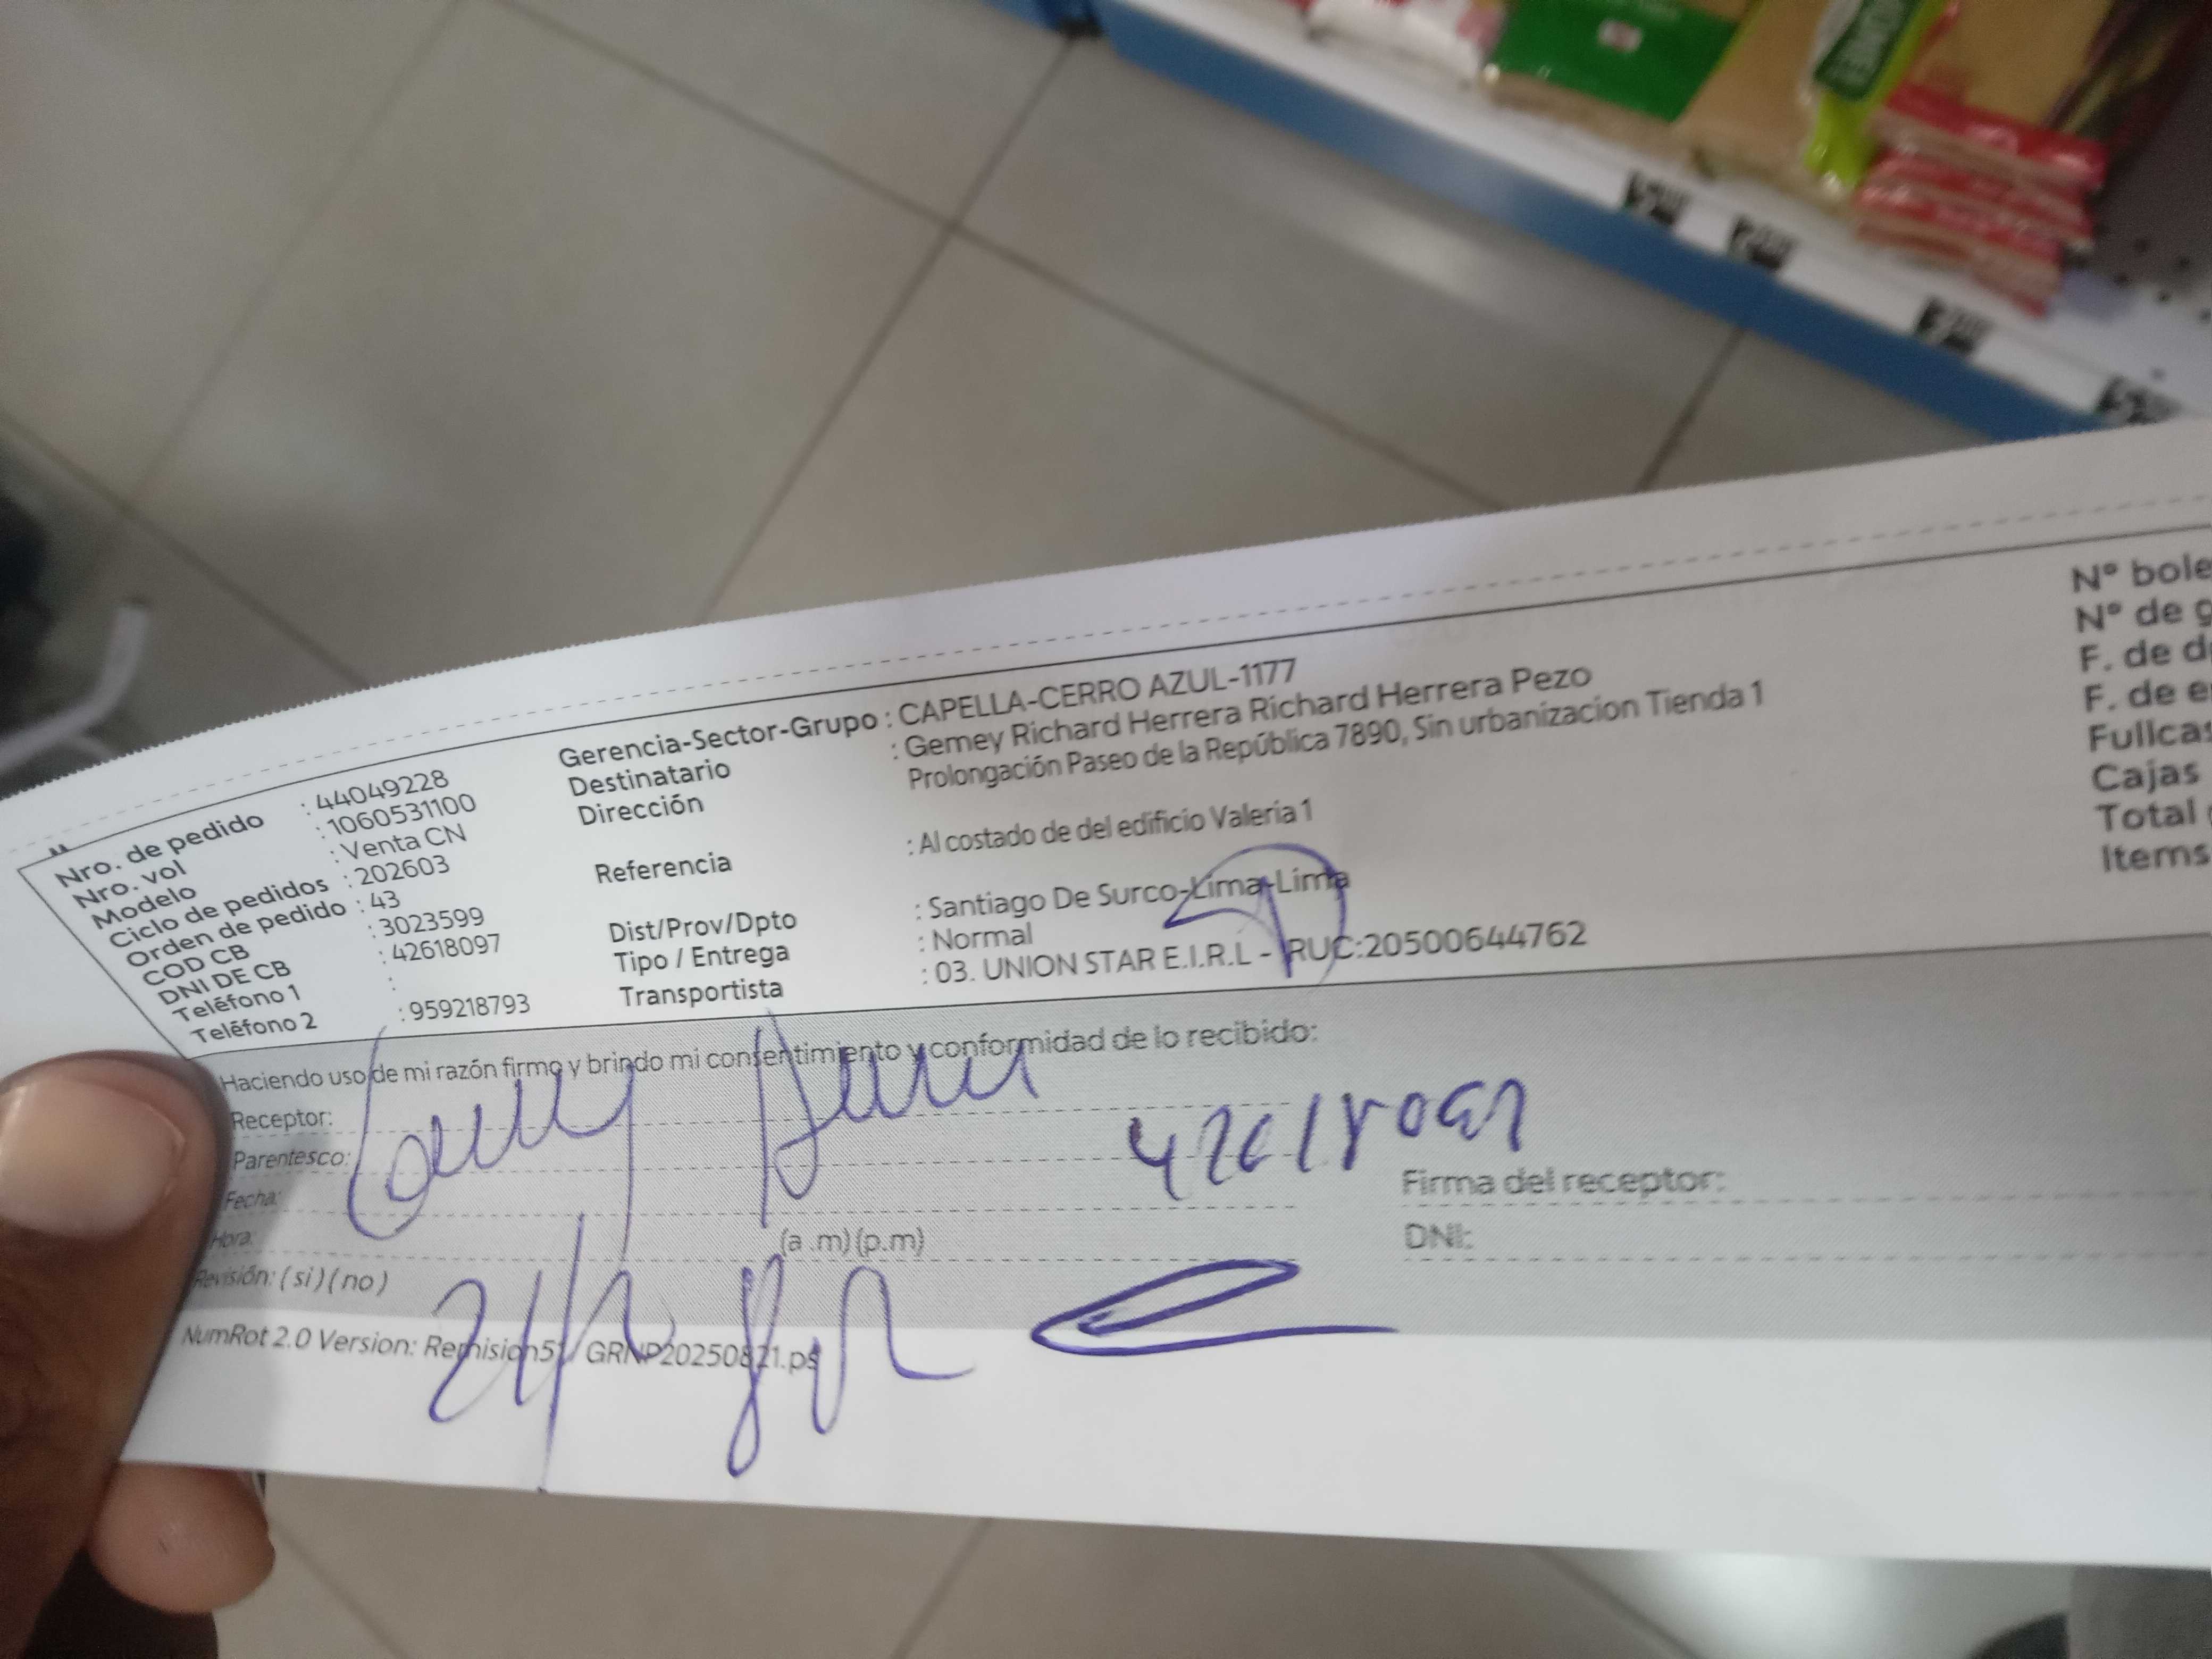 Nro. de pedido : 44049228
Nro. vol : 1060531100
Modelo : Venta CN
Ciclo de pedidos : 202603
Orden de pedido : 43
COD CB : 3023599
DNI DE CB : 42618097
Teléfono 1 :
Teléfono 2 : 959218793
Gerencia-Sector-Grupo : CAPELLA-CERRO AZUL-1177
Destinatario : Gemey Richard Herrera Richard Herrera Pezo
Dirección Prolongación Paseo de la República 7890, Sin urbanizacion Tienda 1
Referencia : Al costado de del edificio Valeria 1
Dist/Prov/Dpto : Santiago De Surco-Lima-Lima
Tipo / Entrega : Normal
Transportista : 03. UNION STAR E.I.R.L - RUC:20500644762
N° bole
N° de g
F. de d
F. de e
Fullcas
Cajas
Total
Items
Haciendo uso de mi razón firmo y brindo mi consentimiento y conformidad de lo recibido:
Receptor:
Parentesco:
42618097
Fecha:
Hora: (a .m) (p.m)
Revisión: ( si ) ( no )
Firma del receptor:
DNI:
NumRot 2.0 Version: GRNP20250821.ps